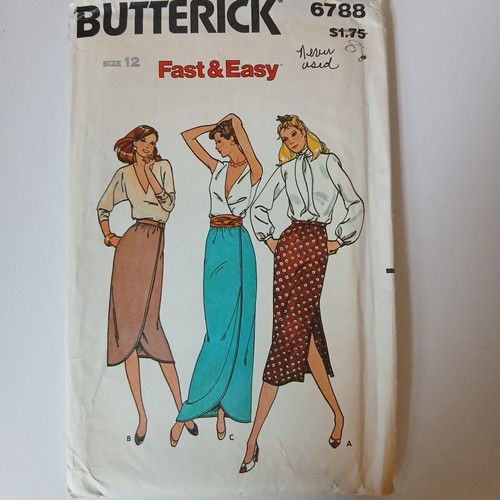 BUTTERICK
6788
$1.75
Never
used
SIZE 12
Fast & Easy
B
C
A